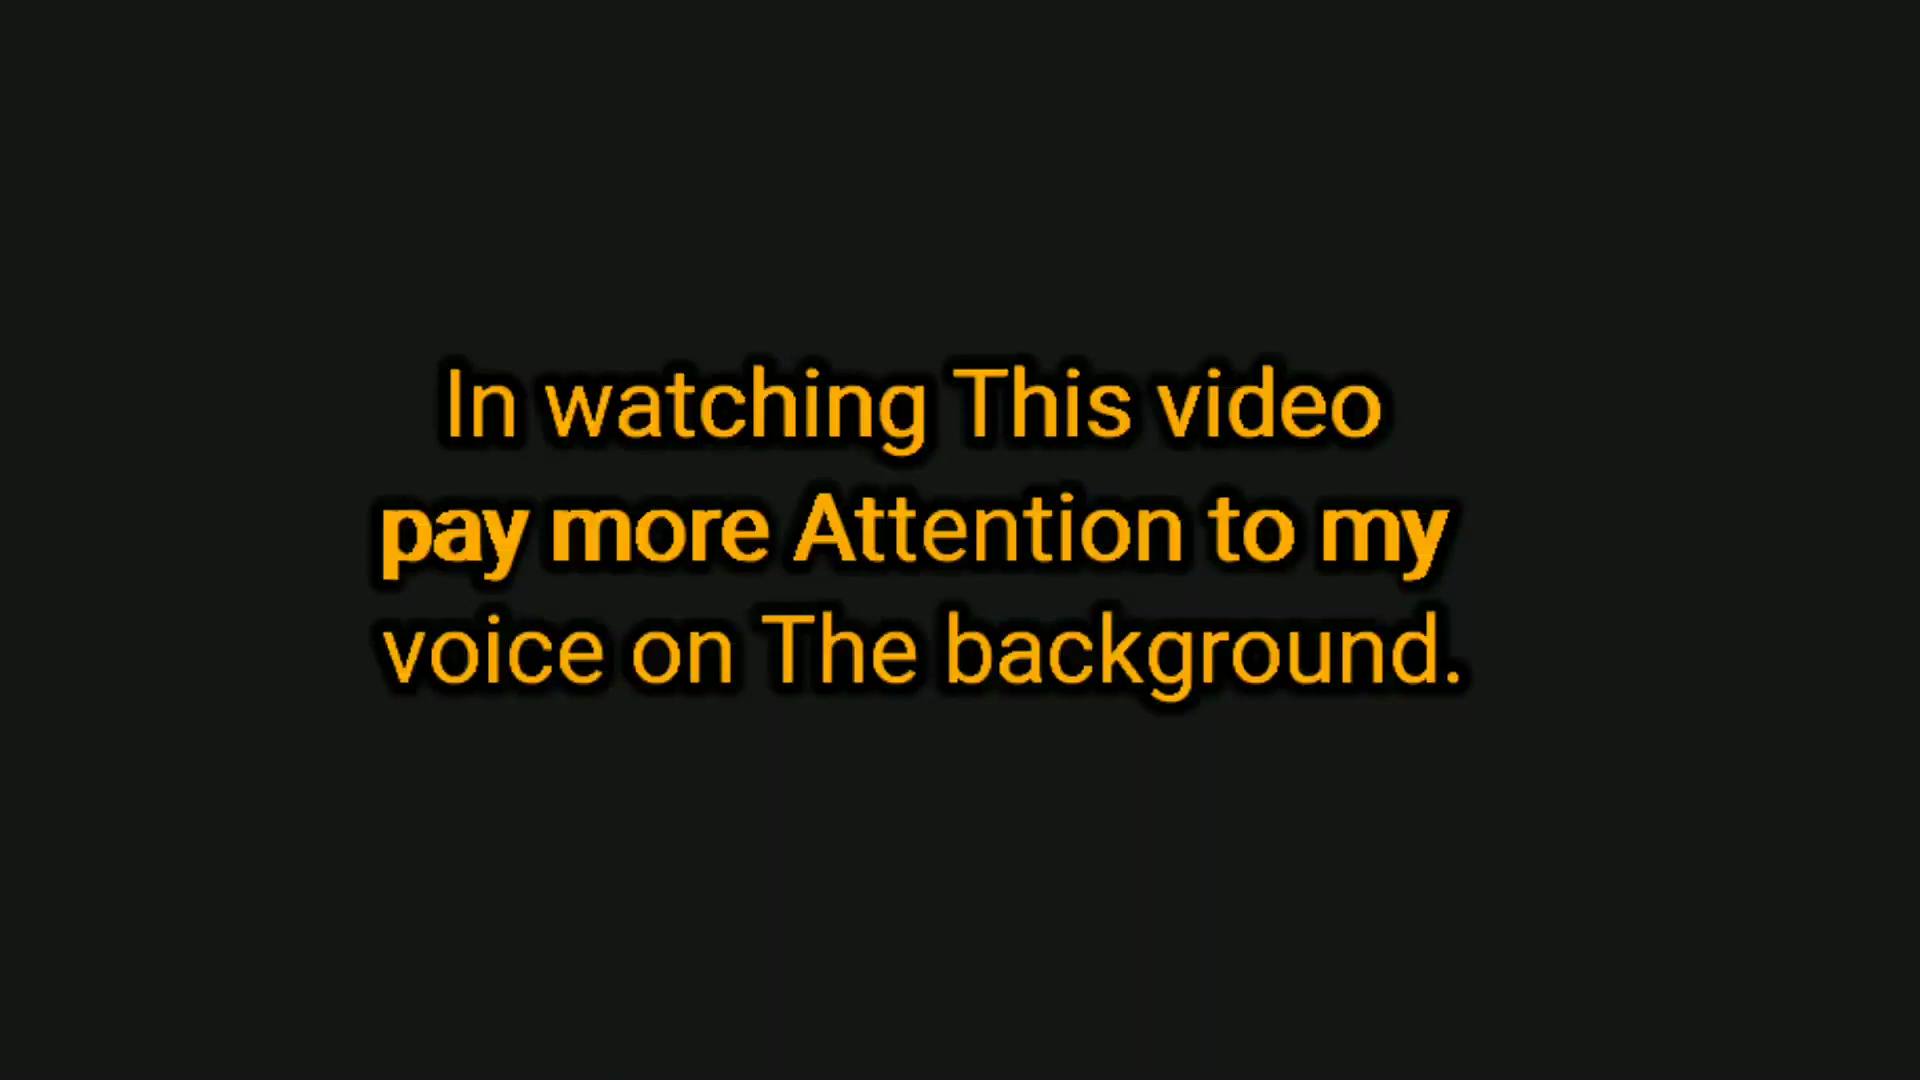 In watching This video
pay more Attention to my
voice on The background.